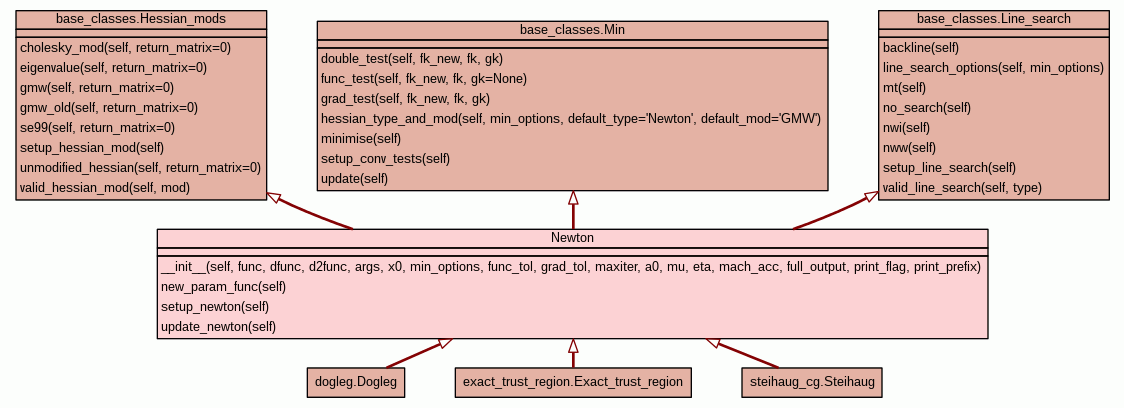 base_classes.Hessian_mods
cholesky_mod(self, return_matrix=0)
eigenvalue(self, return_matrix=0)
gmw(self, return_matrix=0)
gmw_old(self, return_matrix=0)
se99(self, return_matrix=0)
setup_hessian_mod(self)
unmodified_hessian(self, return_matrix=0)
valid_hessian_mod(self, mod)
base_classes.Min
double_test(self, fk_new, fk, gk)
func_test(self, fk_new, fk, gk=None)
grad_test(self, fk_new, fk, gk)
hessian_type_and_mod(self, min_options, default_type='Newton', default_mod='GMW')
minimise(self)
setup_conv_tests(self)
update(self)
base_classes.Line_search
backline(self)
line_search_options(self, min_options)
mt(self)
no_search(self)
nwi(self)
nww(self)
setup_line_search(self)
valid_line_search(self, type)
Newton
__init__(self, func, dfunc, d2func, args, x0, min_options, func_tol, grad_tol, maxiter, a0, mu, eta, mach_acc, full_output, print_flag, print_prefix)
new_param_func(self)
setup_newton(self)
update_newton(self)
dogleg.Dogleg
exact_trust_region.Exact_trust_region
steihaug_cg.Steihaug